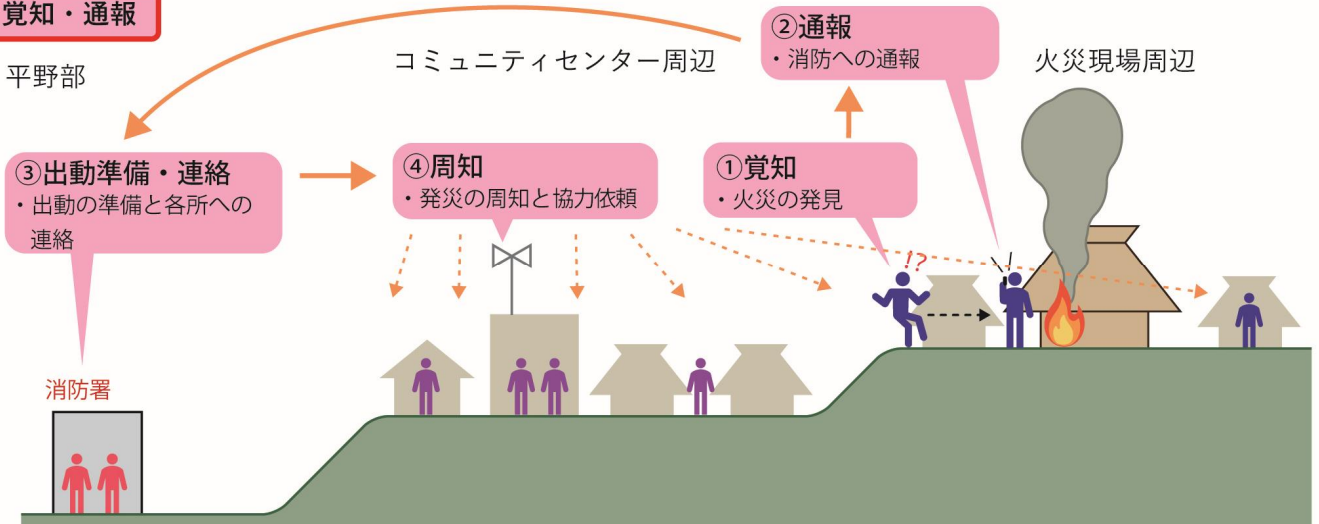 覚知・通報
平野部
コミュニティセンター周辺
火災現場周辺
②通報
・消防への通報
③出動準備・連絡
・出動の準備と各所への
連絡
④周知
・発災の周知と協力依頼
①覚知
・火災の発見
!?
!
消防署